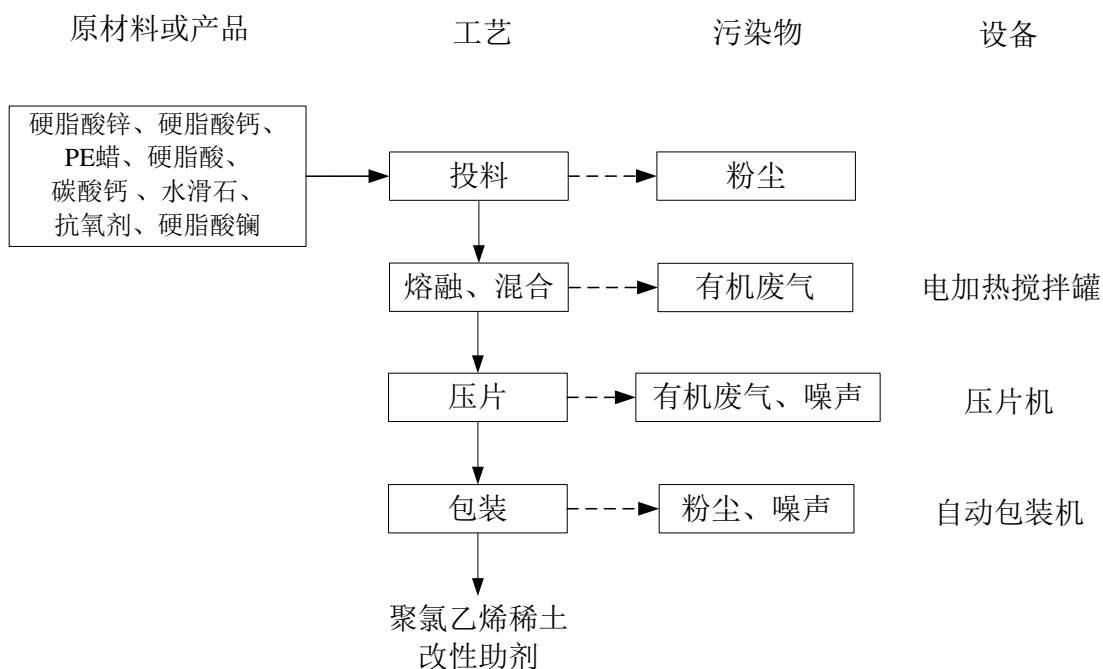 原材料或产品 工艺 污染物 设备
硬脂酸锌、硬脂酸钙、
PE蜡、硬脂酸、
碳酸钙 、水滑石、
抗氧剂、硬脂酸镧
投料 粉尘
熔融、混合 有机废气 电加热搅拌罐
压片 有机废气、噪声 压片机
包装 粉尘、噪声 自动包装机
聚氯乙烯稀土
改性助剂